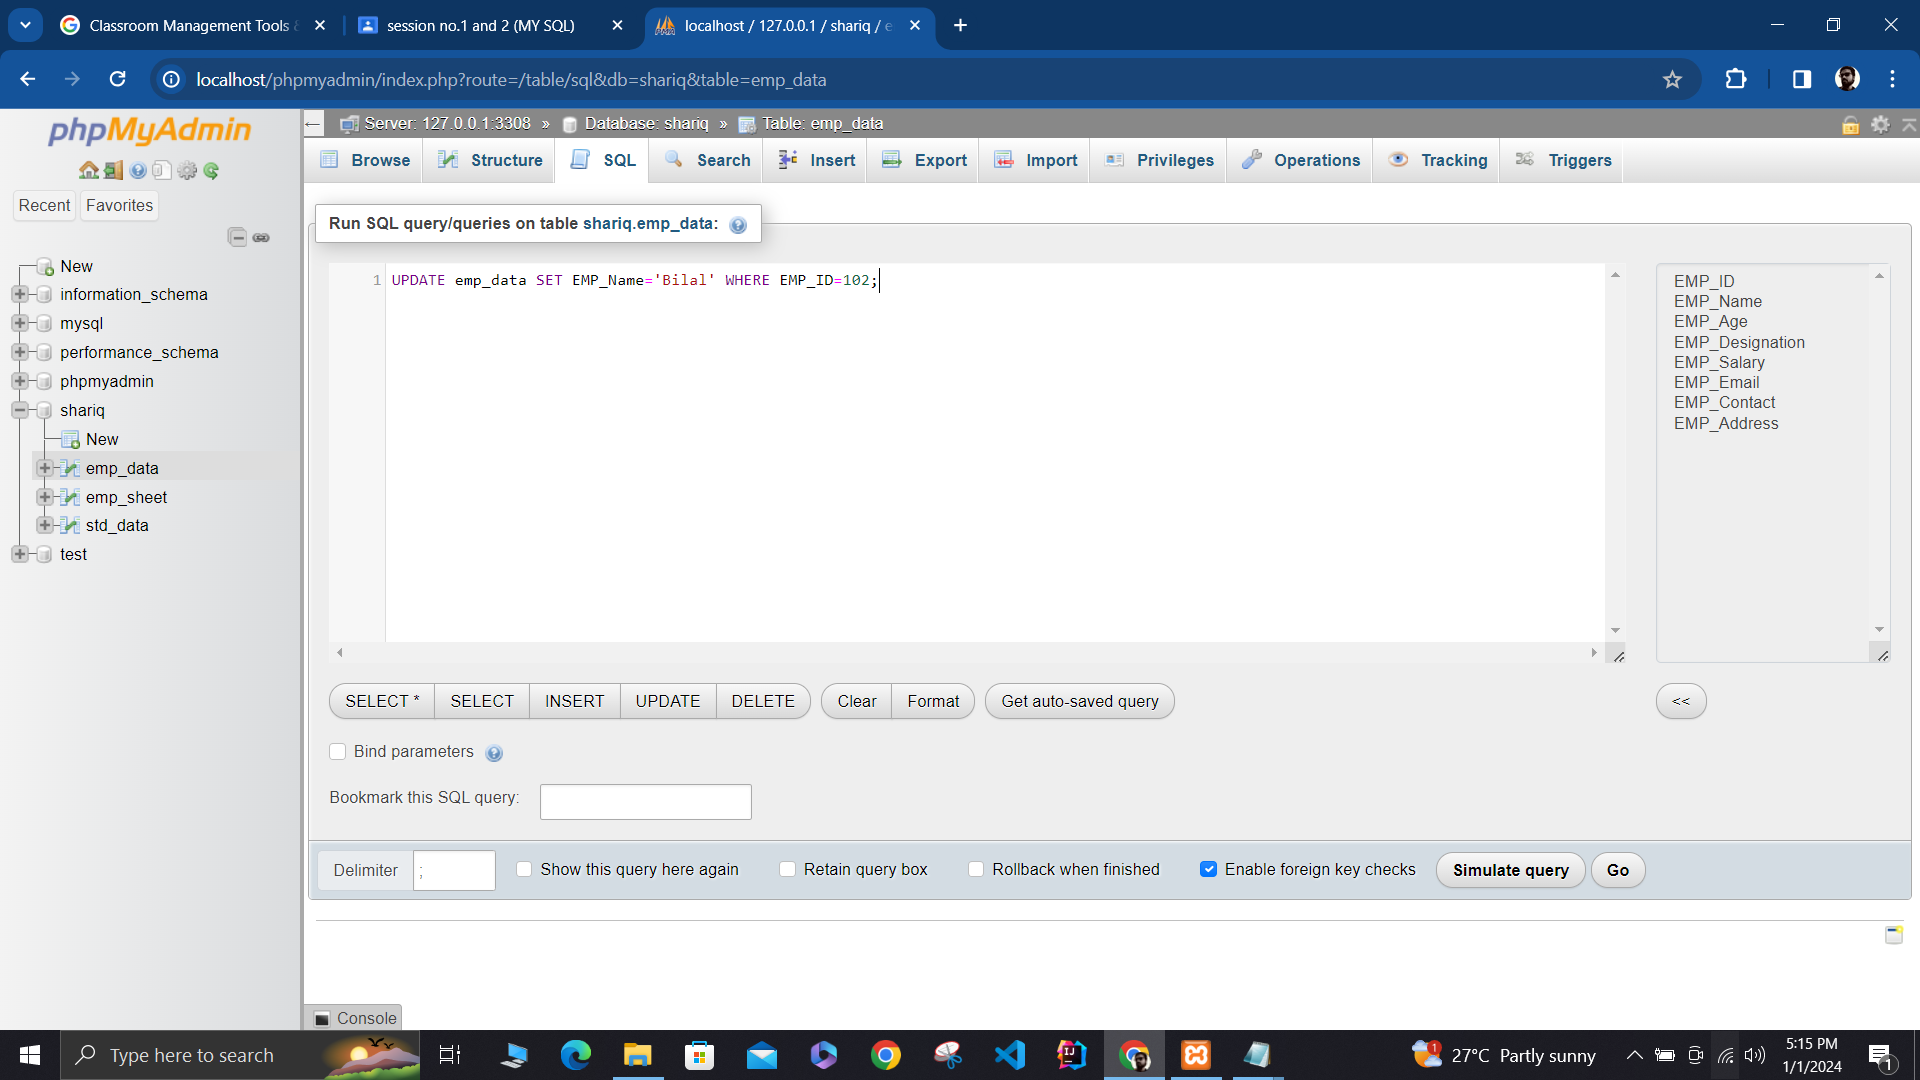 Classroom Management Tools &
session no.1 and 2 (MY SQL)
localhost / 127.0.0.1 / shariq / e
localhost/phpmyadmin/index.php?route=/table/sql&db=shariq&table=emp_data
phpMyAdmin
Recent
Favorites
New
information_schema
mysql
performance_schema
phpmyadmin
shariq
New
emp_data
emp_sheet
std_data
test
Server: 127.0.0.1:3308 » Database: shariq » Table: emp_data
Browse
Structure
SQL
Search
Insert
Export
Import
Privileges
Operations
Tracking
Triggers
Run SQL query/queries on table shariq.emp_data:
1 UPDATE emp_data SET EMP_Name='Bilal' WHERE EMP_ID=102;
EMP_ID
EMP_Name
EMP_Age
EMP_Designation
EMP_Salary
EMP_Email
EMP_Contact
EMP_Address
SELECT *
SELECT
INSERT
UPDATE
DELETE
Clear
Format
Get auto-saved query
<<
Bind parameters
Bookmark this SQL query:
Delimiter ;
Show this query here again
Retain query box
Rollback when finished
Enable foreign key checks
Simulate query
Go
Console
Type here to search
1
27°C Partly sunny
5:15 PM
1/1/2024
1